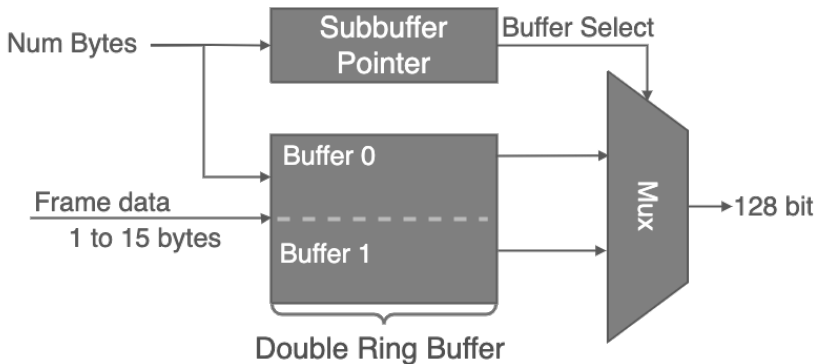 Num Bytes
Subbuffer
Pointer
Buffer Select
Buffer 0
Frame data
1 to 15 bytes
Buffer 1
Mux
128 bit
Double Ring Buffer